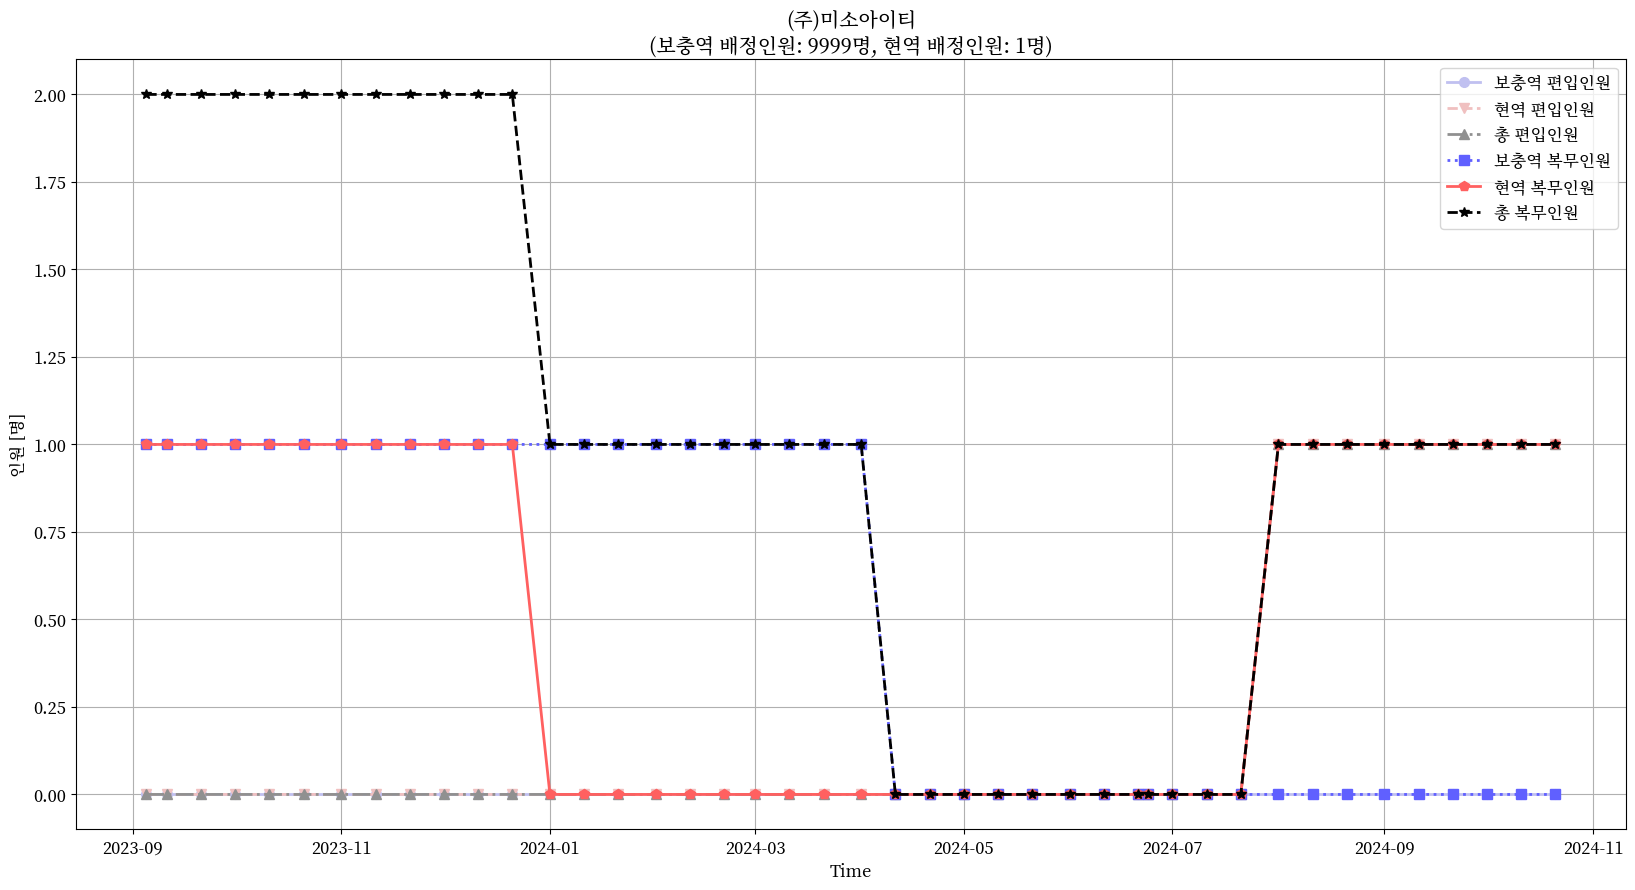 (주)미소아이티
(보충역 배정인원: 9999명, 현역 배정인원: 1명)
보충역 편입인원
현역 편입인원
총 편입인원
보충역 복무인원
현역 복무인원
총 복무인원
인원 [명]
2.00
1.75
1.50
1.25
1.00
0.75
0.50
0.25
0.00
2023-09 2023-11 2024-01 2024-03 2024-05 2024-07 2024-09 2024-11
Time